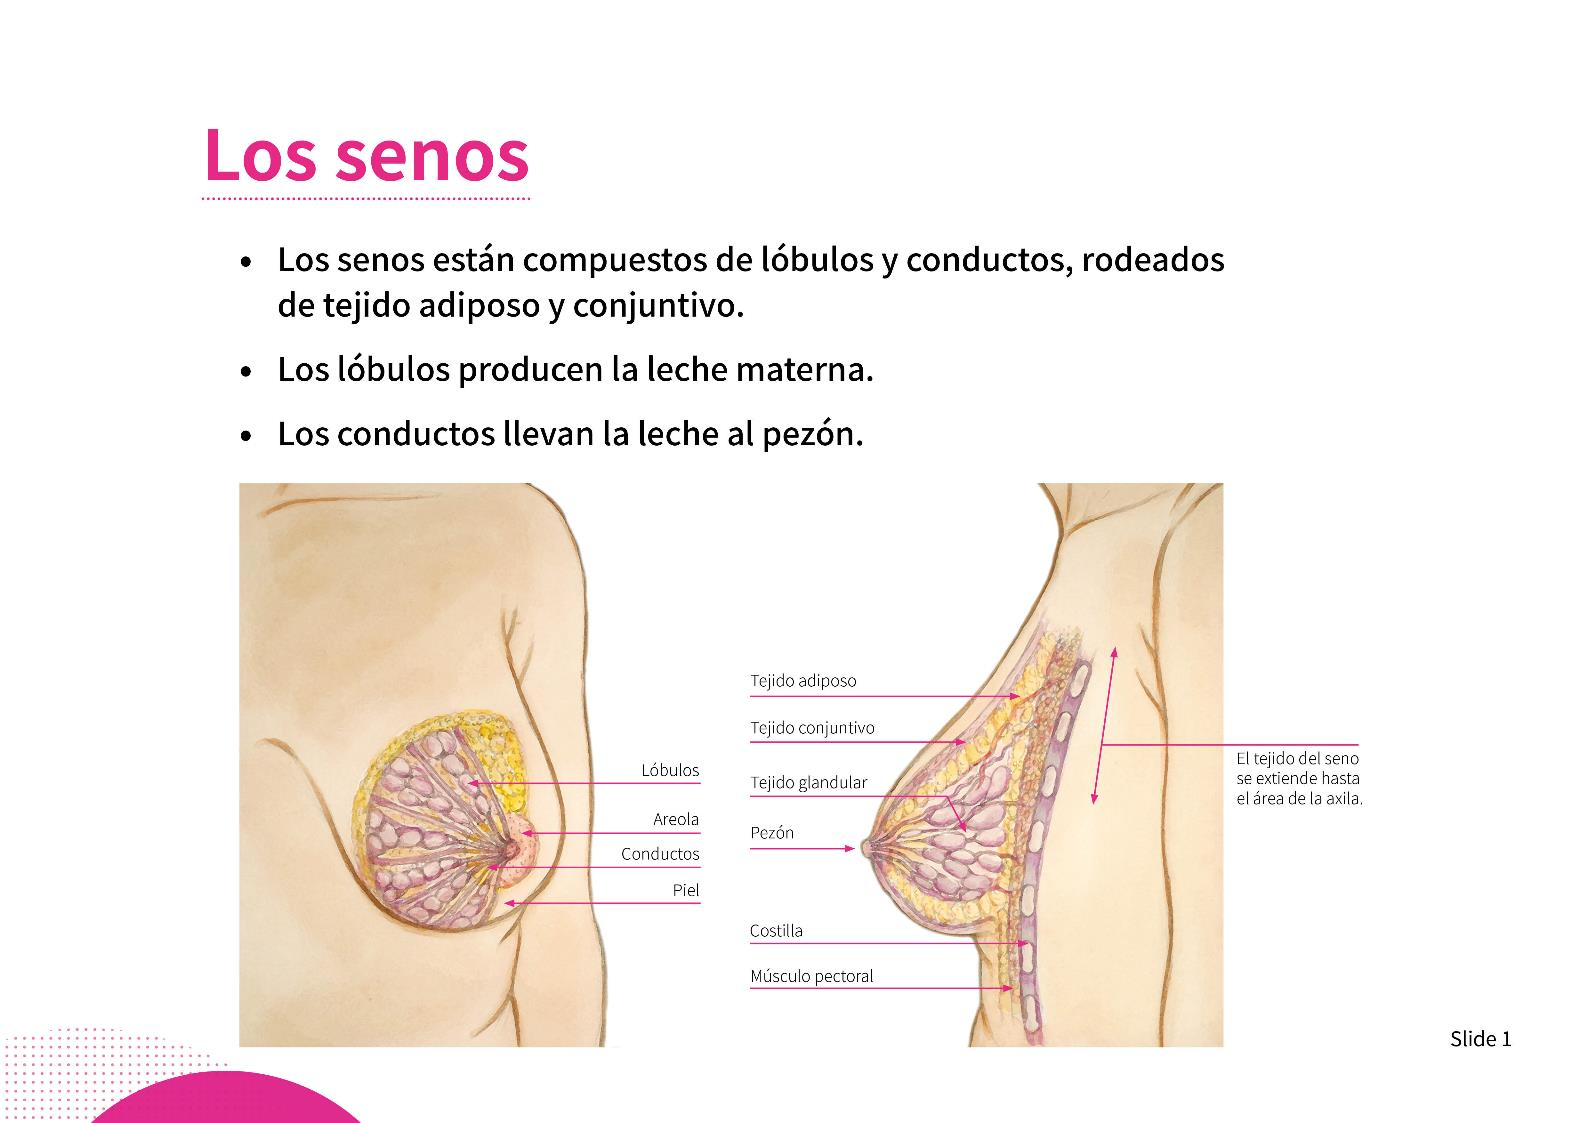 Los senos
• Los senos están compuestos de lóbulos y conductos, rodeados
de tejido adiposo y conjuntivo.
• Los lóbulos producen la leche materna.
• Los conductos llevan la leche al pezón.
Lóbulos
Areola
Conductos
Piel
Tejido adiposo
Tejido conjuntivo
Tejido glandular
Pezón
Costilla
Músculo pectoral
El tejido del seno
se extiende hasta
el área de la axila.
Slide 1